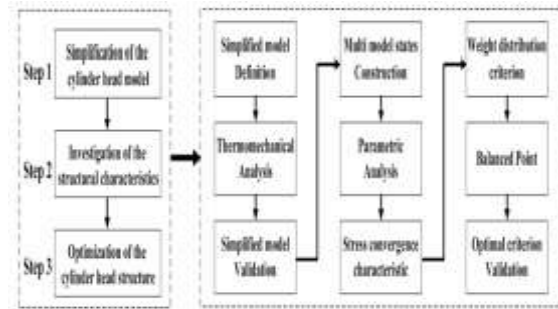 Step 1
Simplification of the
cylinder head model
Step 2
Investigation of the
structural characteristics
Step 3
Optimization of the
cylinder head structure
Simplified model
Definition
Thermomechanical
Analysis
Simplified model
Validation
Multi model states
Construction
Parametric
Analysis
Stress convergence
characteristic
Weight distribution
criterion
Balanced Point
Optimal criterion
Validation